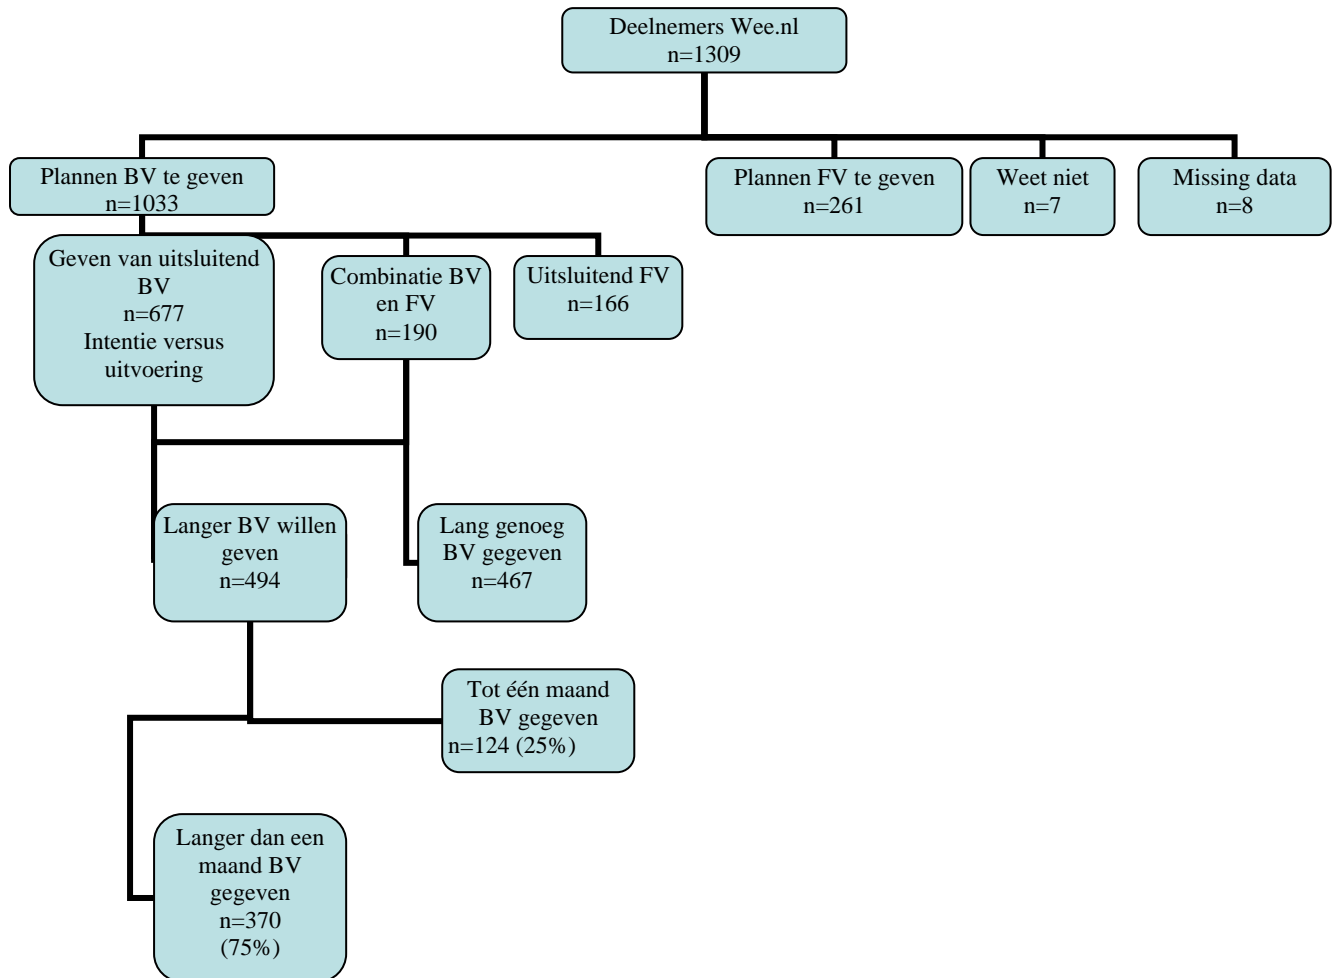 Deelnemers Wee.nl
n=1309
Plannen BV te geven
n=1033
Plannen FV te geven
n=261
Weet niet
n=7
Missing data
n=8
Geven van uitsluitend
BV
n=677
Intentie versus
uitvoering
Combinatie BV
en FV
n=190
Uitsluitend FV
n=166
Langer BV willen
geven
n=494
Lang genoeg
BV gegeven
n=467
Tot één maand
BV gegeven
n=124 (25%)
Langer dan een
maand BV
gegeven
n=370
(75%)